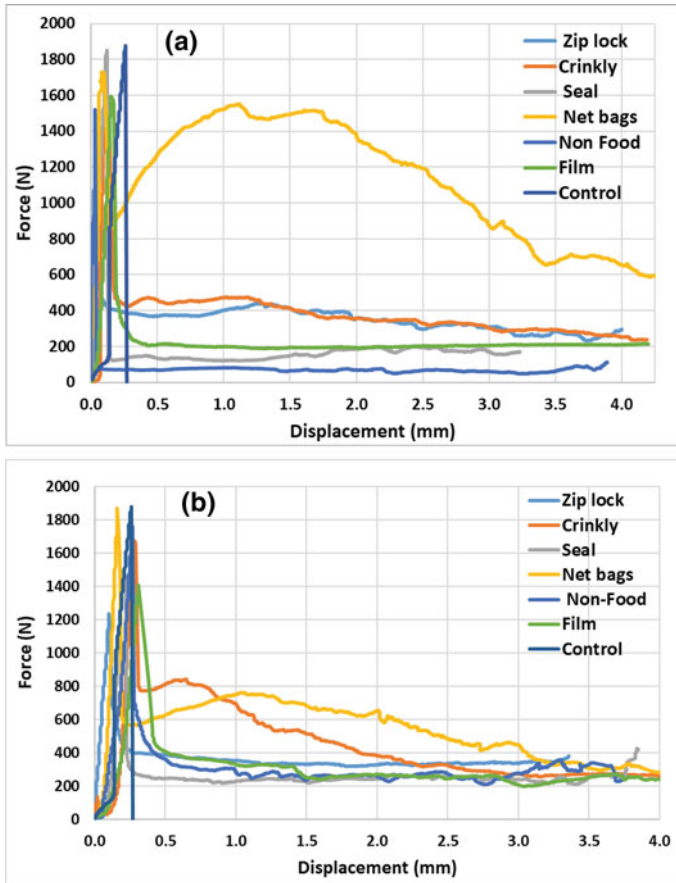 (a)
2000
1800
1600
1400
1200
1000
800
600
400
200
0
Force (N)
Zip lock
Crinkly
Seal
Net bags
Non Food
Film
Control
0.0 0.5 1.0 1.5 2.0 2.5 3.0 3.5 4.0
Displacement (mm)
(b)
2000
1800
1600
1400
1200
1000
800
600
400
200
0
Force (N)
Zip lock
Crinkly
Seal
Net bags
Non-Food
Film
Control
0.0 0.5 1.0 1.5 2.0 2.5 3.0 3.5 4.0
Displacement (mm)